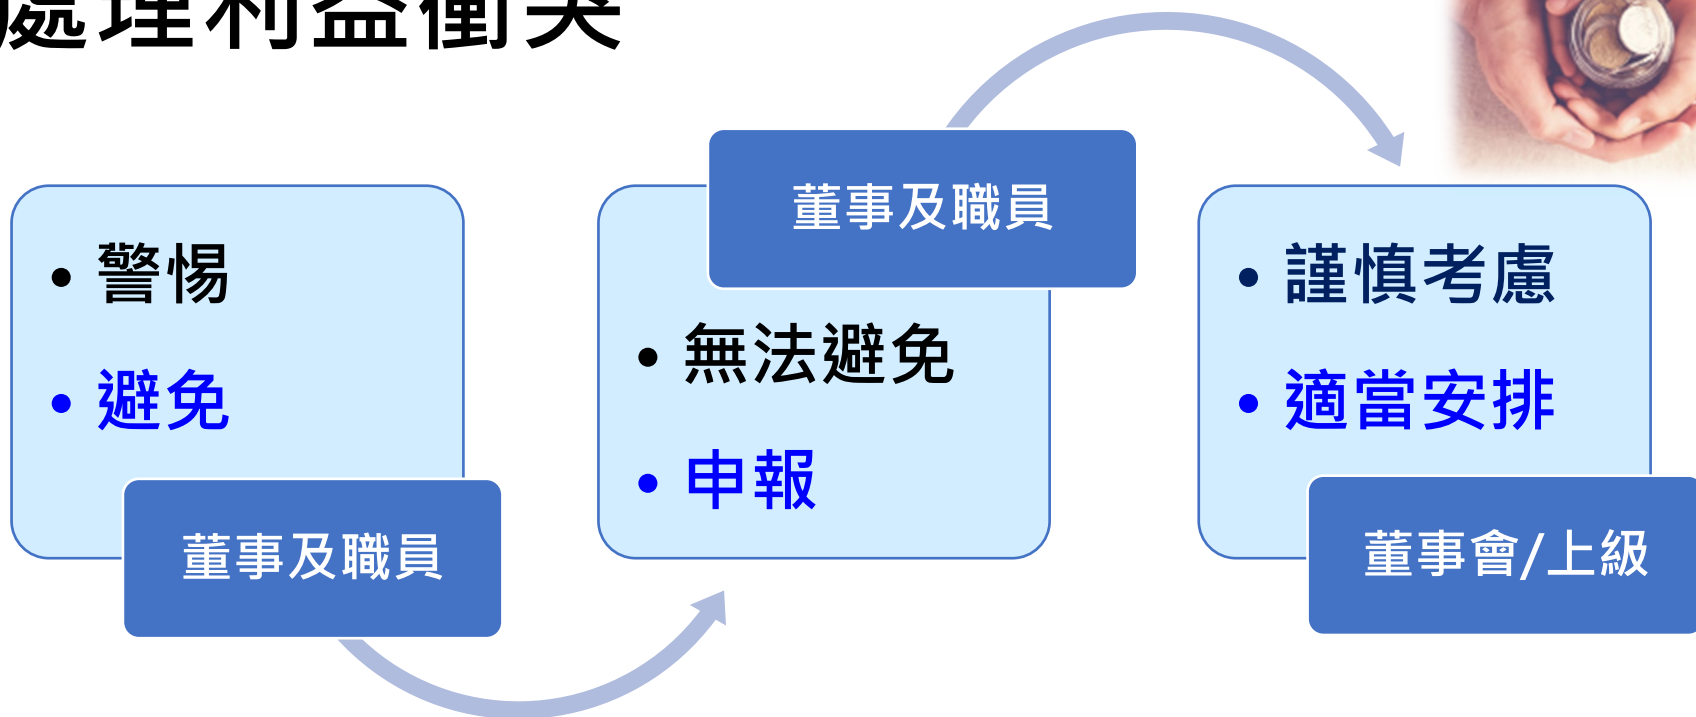 處理利益衝突
• 警惕
• 避免
董事及職員
董事及職員
• 無法避免
• 申報
• 謹慎考慮
• 適當安排
董事會/上級